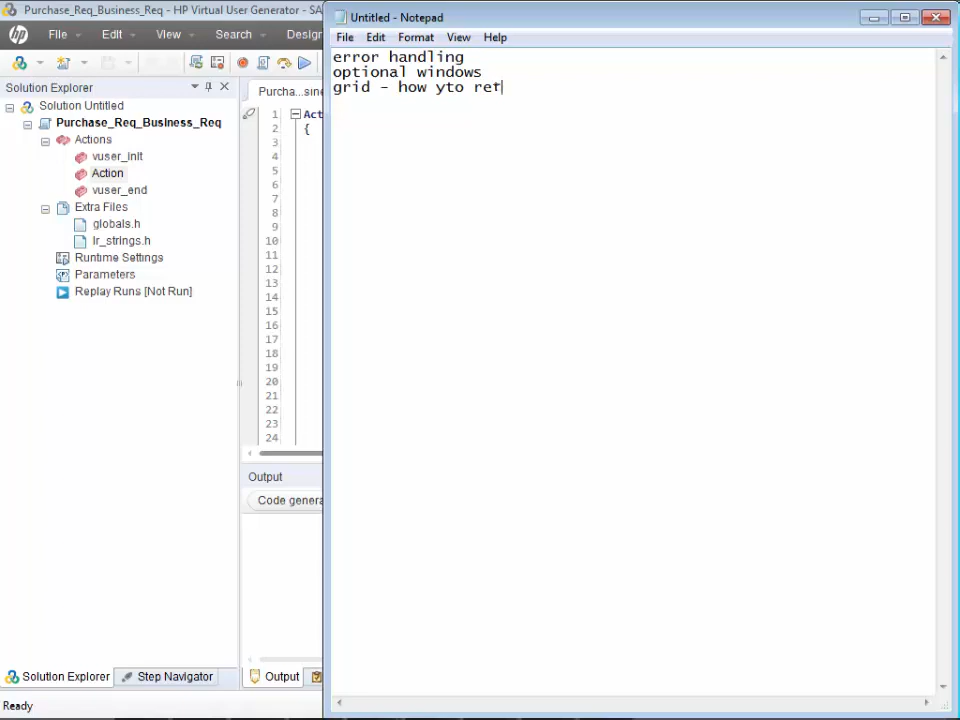 Purchase_Req_Business_Req - HP Virtual User Generator - SA
Untitled - Notepad
hp File Edit View Search Design
File Edit Format View Help
error handling
optional windows
grid - how yto ret
Solution Explorer
Purcha...sine
Solution Untitled
Purchase_Req_Business_Req
Actions
vuser_init
Action
vuser_end
Extra Files
globals.h
lr_strings.h
Runtime Settings
Parameters
Replay Runs [Not Run]
1 Act
2 {
3
4
5
6
7
8
9
10
11
12
13
14
15
16
17
18
19
20
21
22
23
24
Output
Code genera
Solution Explorer Step Navigator Output
Ready